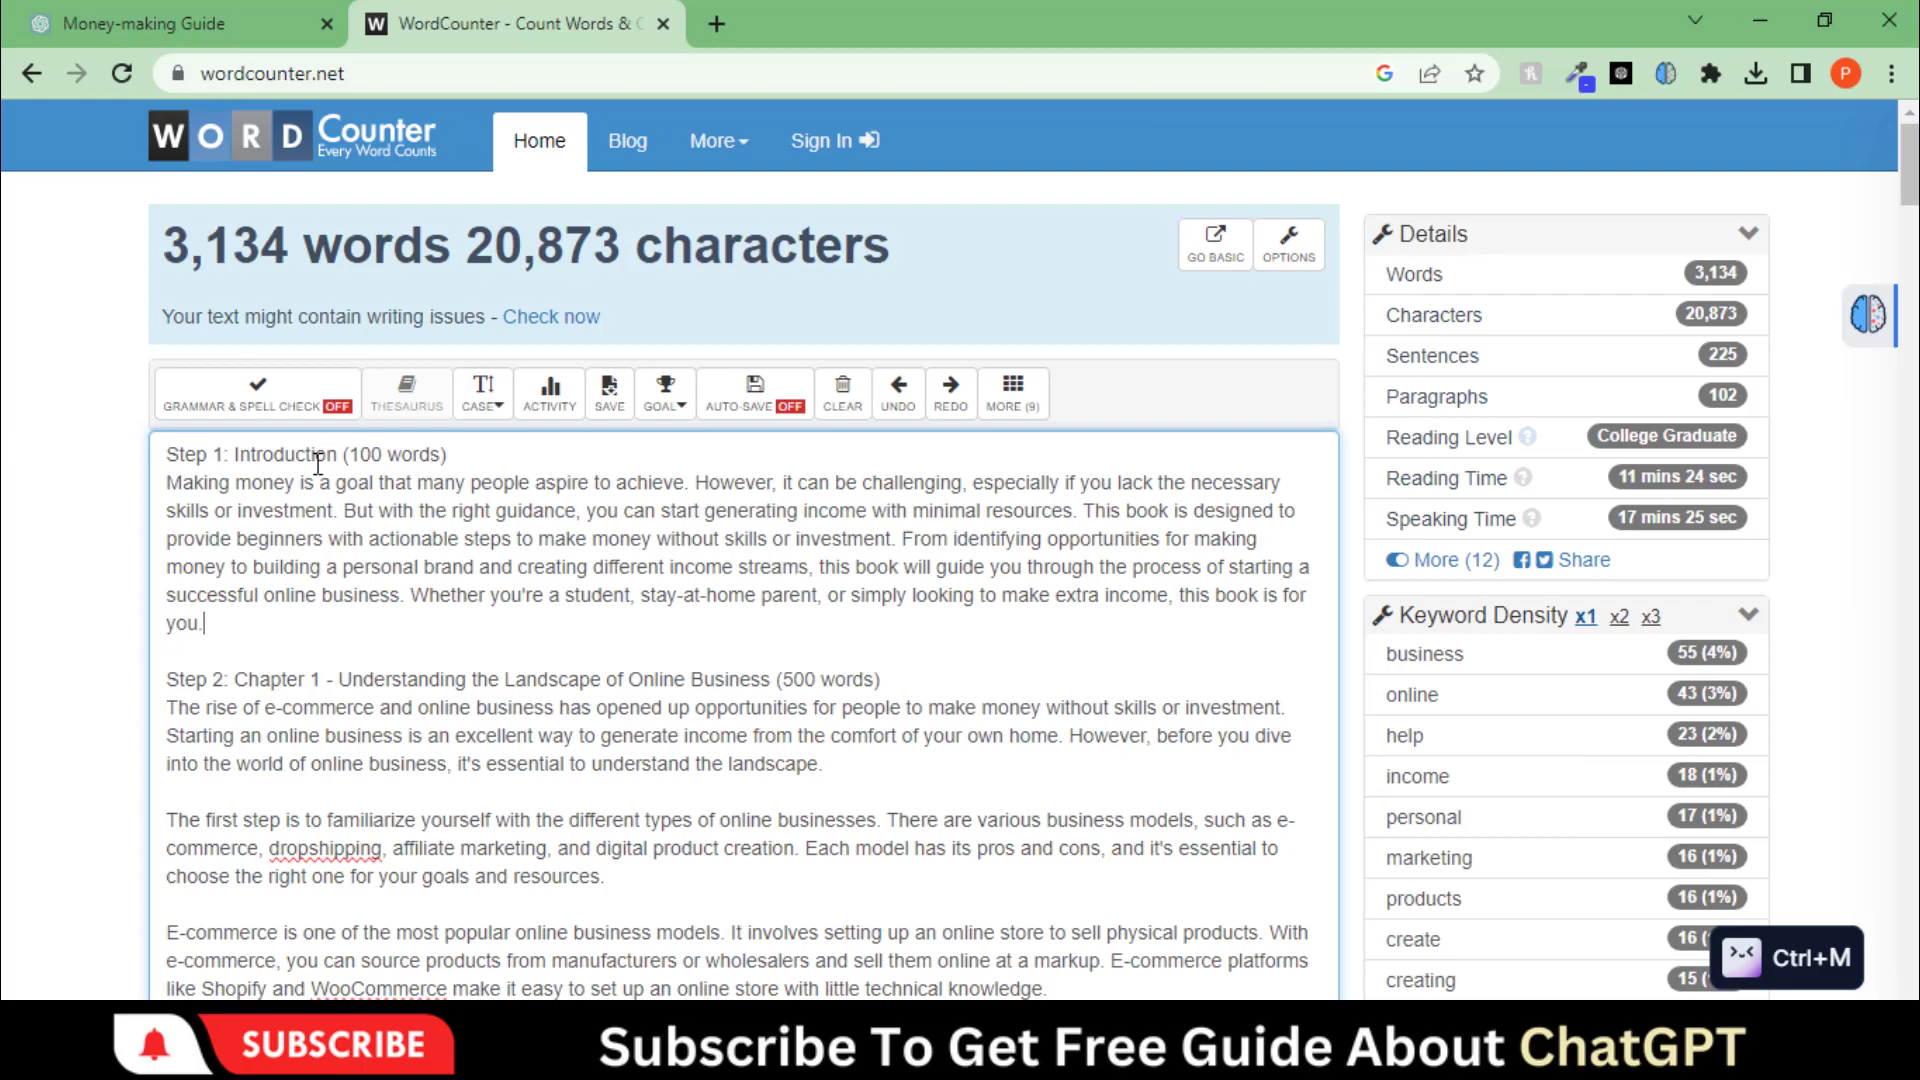 Money-making Guide
WordCounter - Count Words &
wordcounter.net
P
WORD Counter
Every Word Counts
Home
Blog
More
Sign In
3,134 words 20,873 characters
GO BASIC
OPTIONS
Your text might contain writing issues - Check now
GRAMMAR & SPELL CHECK OFF
THESAURUS
CASE
ACTIVITY
SAVE
GOAL
AUTO-SAVE OFF
CLEAR
UNDO
REDO
MORE (9)
Step 1: Introduction (100 words)
Making money is a goal that many people aspire to achieve. However, it can be challenging, especially if you lack the necessary
skills or investment. But with the right guidance, you can start generating income with minimal resources. This book is designed to
provide beginners with actionable steps to make money without skills or investment. From identifying opportunities for making
money to building a personal brand and creating different income streams, this book will guide you through the process of starting a
successful online business. Whether you're a student, stay-at-home parent, or simply looking to make extra income, this book is for
you.
Step 2: Chapter 1 - Understanding the Landscape of Online Business (500 words)
The rise of e-commerce and online business has opened up opportunities for people to make money without skills or investment.
Starting an online business is an excellent way to generate income from the comfort of your own home. However, before you dive
into the world of online business, it's essential to understand the landscape.
The first step is to familiarize yourself with the different types of online businesses. There are various business models, such as e-
commerce, dropshipping, affiliate marketing, and digital product creation. Each model has its pros and cons, and it's essential to
choose the right one for your goals and resources.
E-commerce is one of the most popular online business models. It involves setting up an online store to sell physical products. With
e-commerce, you can source products from manufacturers or wholesalers and sell them online at a markup. E-commerce platforms
like Shopify and WooCommerce make it easy to set up an online store with little technical knowledge.
Details
Words 3,134
Characters 20,873
Sentences 225
Paragraphs 102
Reading Level College Graduate
Reading Time 11 mins 24 sec
Speaking Time 17 mins 25 sec
More (12) Share
Keyword Density x1 x2 x3
business 55 (4%)
online 43 (3%)
help 23 (2%)
income 18 (1%)
personal 17 (1%)
marketing 16 (1%)
products 16 (1%)
create 16
creating 15
Ctrl+M
SUBSCRIBE
Subscribe To Get Free Guide About ChatGPT